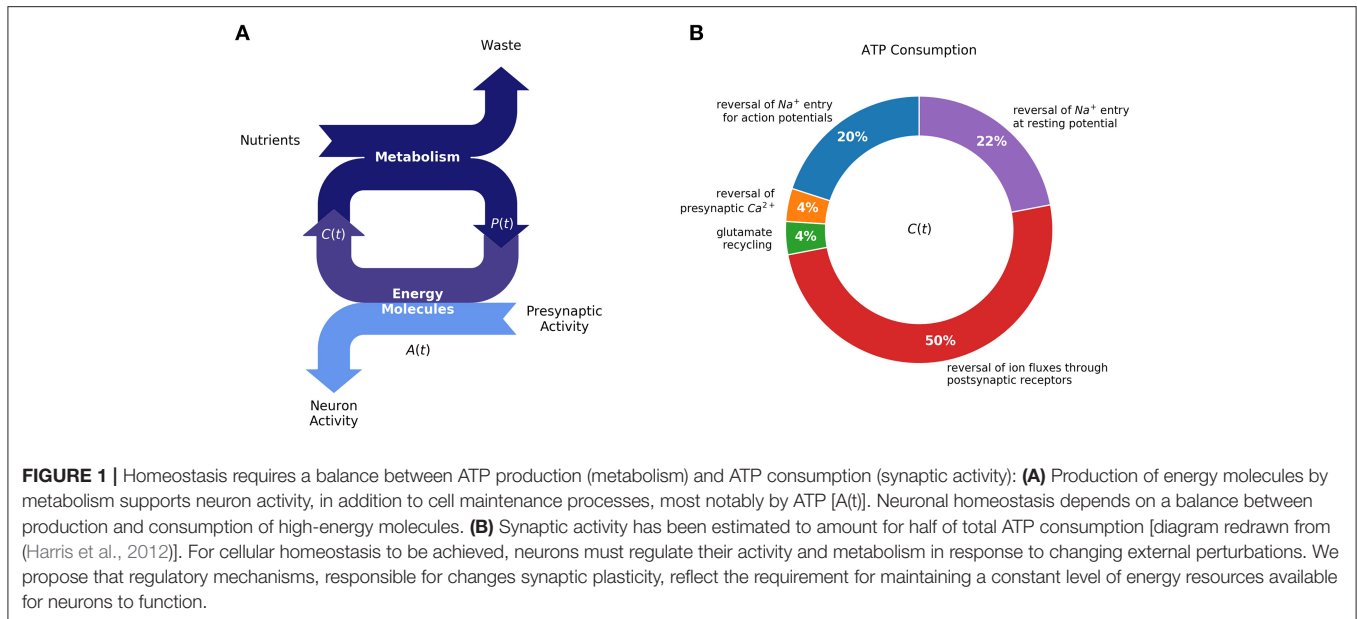 A
Waste
Nutrients
Metabolism
C(t)
P(t)
Energy
Molecules
Presynaptic
Activity
A(t)
Neuron
Activity
B
ATP Consumption
reversal of Na⁺ entry
for action potentials
20%
reversal of Na⁺ entry
at resting potential
22%
reversal of
presynaptic Ca²⁺
4%
glutamate
recycling
4%
C(t)
50%
reversal of ion fluxes through
postsynaptic receptors
FIGURE 1 | Homeostasis requires a balance between ATP production (metabolism) and ATP consumption (synaptic activity): (A) Production of energy molecules by
metabolism supports neuron activity, in addition to cell maintenance processes, most notably by ATP [A(t)]. Neuronal homeostasis depends on a balance between
production and consumption of high-energy molecules. (B) Synaptic activity has been estimated to amount for half of total ATP consumption [diagram redrawn from
(Harris et al., 2012)]. For cellular homeostasis to be achieved, neurons must regulate their activity and metabolism in response to changing external perturbations. We
propose that regulatory mechanisms, responsible for changes synaptic plasticity, reflect the requirement for maintaining a constant level of energy resources available
for neurons to function.